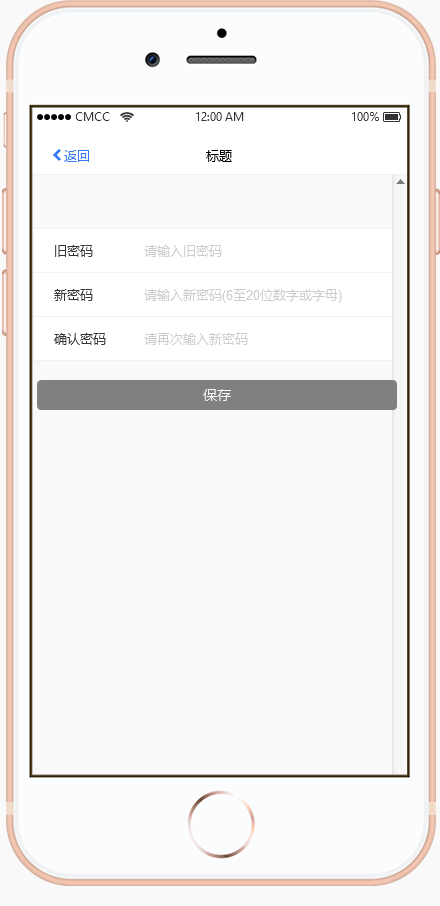 CMCC 12:00 AM 100%
返回 标题
旧密码 请输入旧密码
新密码 请输入新密码(6至20位数字或字母)
确认密码 请再次输入新密码
保存